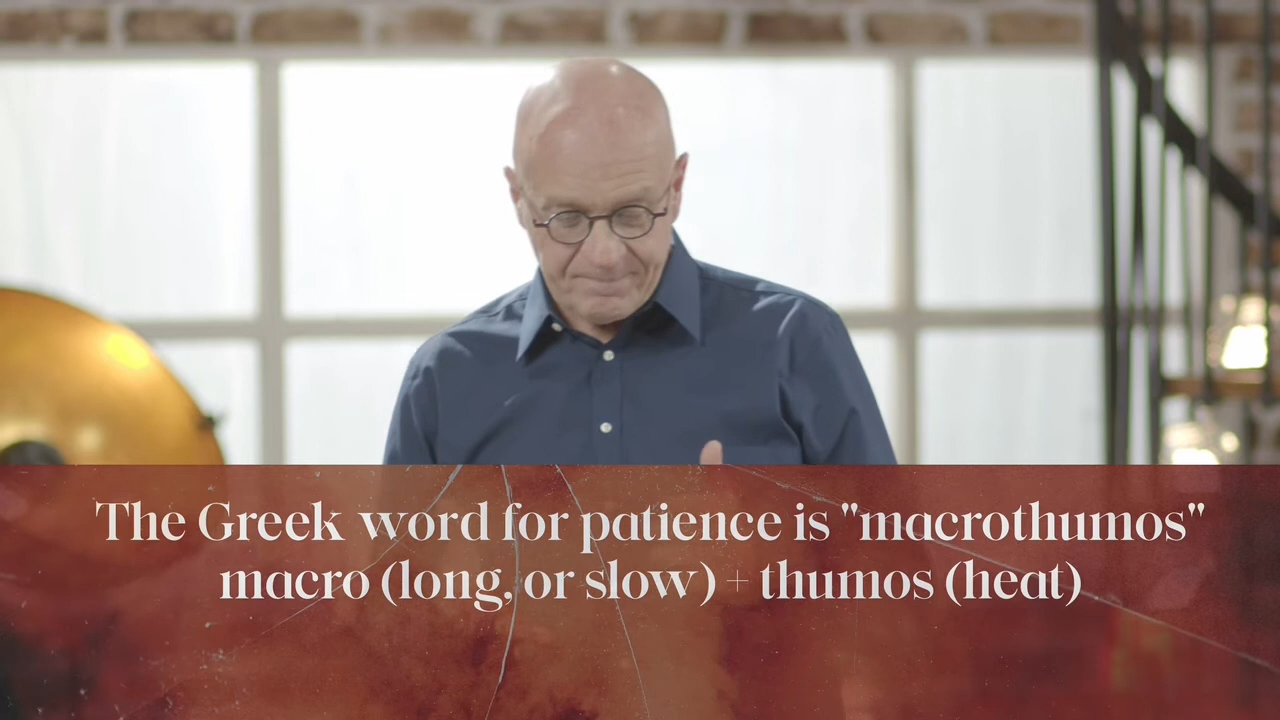 The Greek word for patience is "macrothumos"
macro (long, or slow) + thumos (heat)